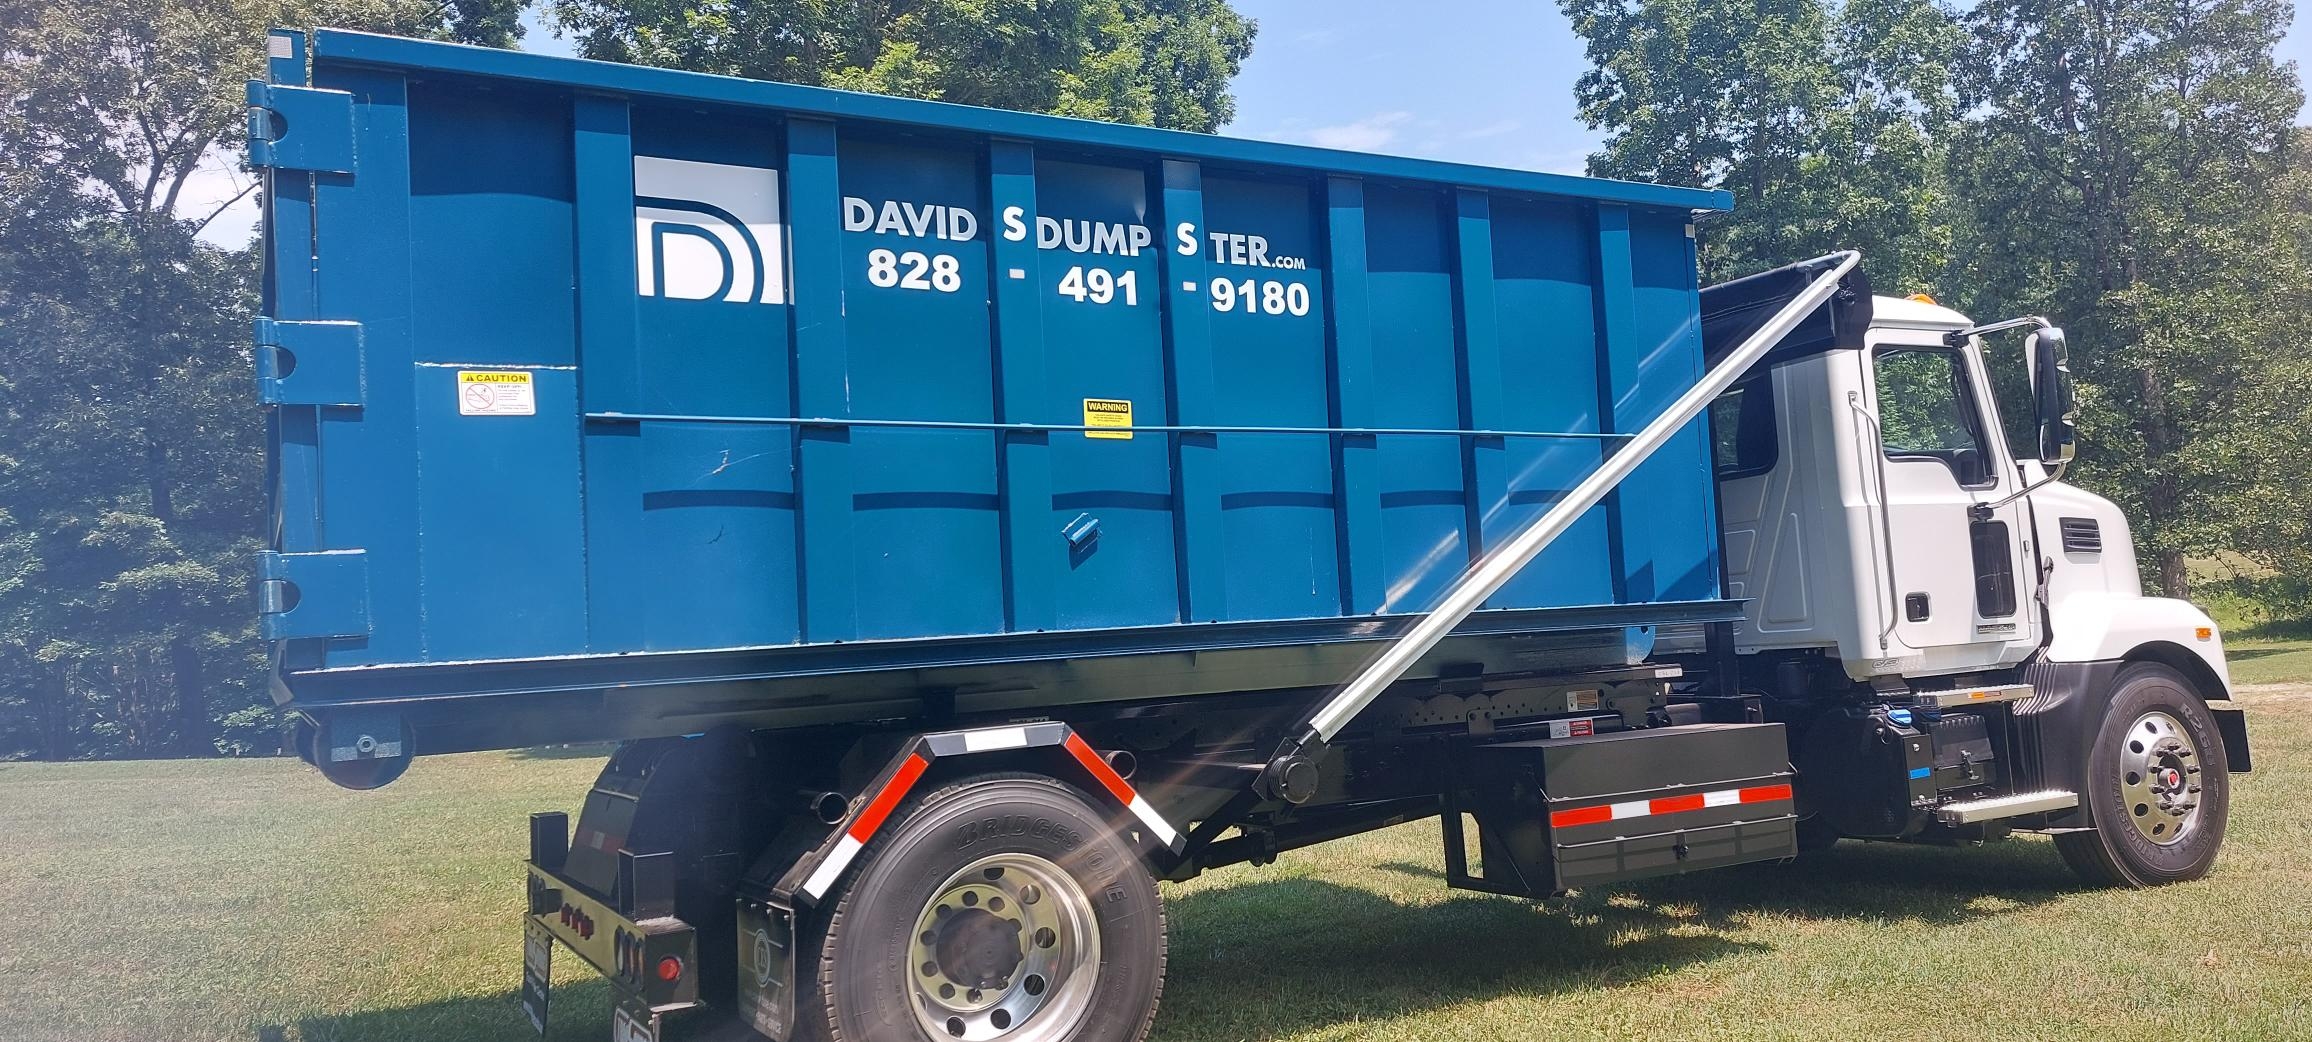 DAVID S DUMP S TER.COM
828 - 491 - 9180
CAUTION
WARNING
BRIDGESTONE